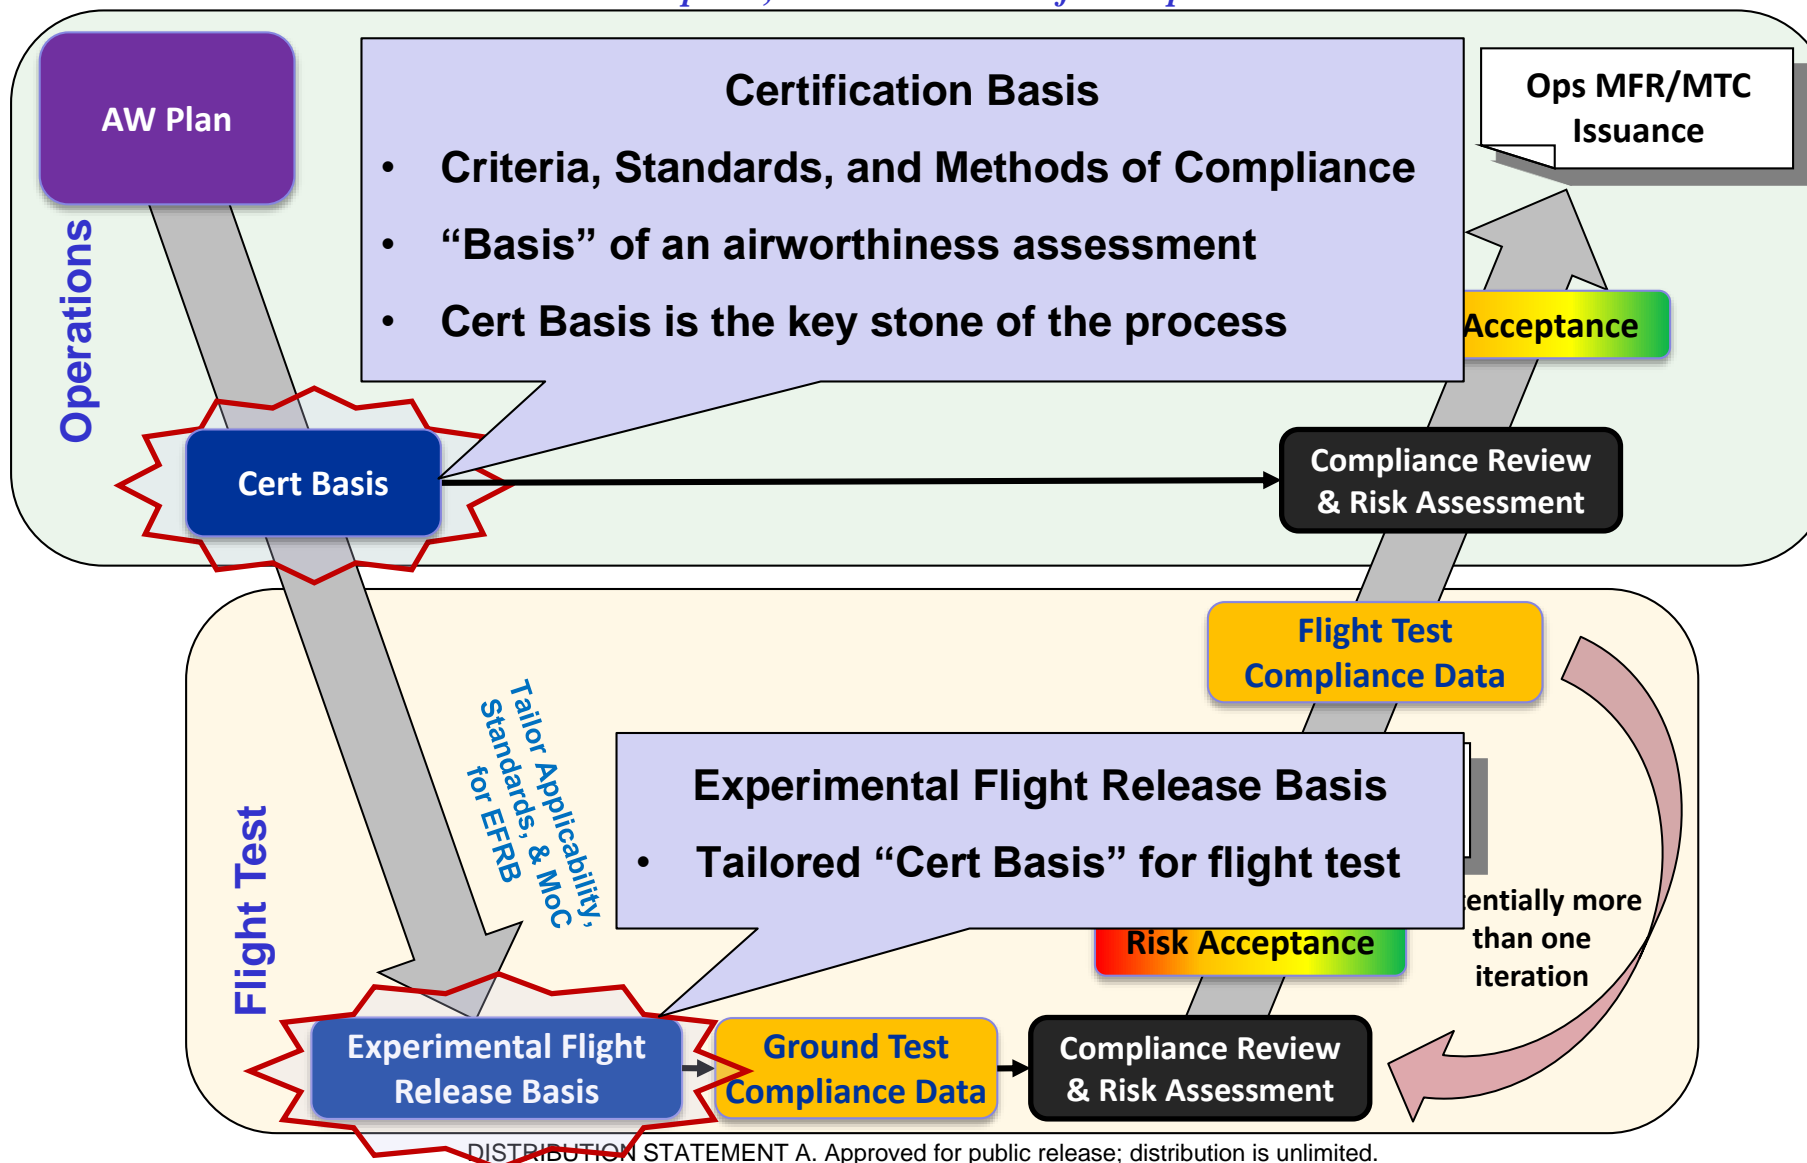 AW Plan
Certification Basis
• Criteria, Standards, and Methods of Compliance
• “Basis” of an airworthiness assessment
• Cert Basis is the key stone of the process
Ops MFR/MTC
Issuance
Operations
Acceptance
Cert Basis
Compliance Review
& Risk Assessment
Flight Test
Compliance Data
Tailor Applicability,
Standards, & MoC
for EFRB
Experimental Flight Release Basis
• Tailored “Cert Basis” for flight test
Flight Test
entially more
than one
iteration
Risk Acceptance
Experimental Flight
Release Basis
Ground Test
Compliance Data
Compliance Review
& Risk Assessment
DISTRIBUTION STATEMENT A. Approved for public release; distribution is unlimited.